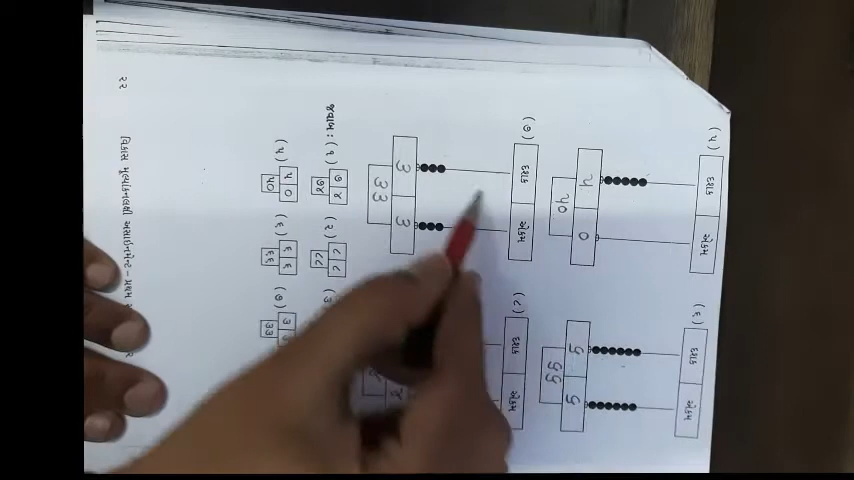 (૫) (૬)
દશક એકમ દશક એકમ
૫ ૦ ૬ ૬
૫૦ ૬૬
(૭) (૮)
દશક એકમ દશક એકમ
૩ ૩
૩૩
જવાબ : (૧) ૭ ૪ (૨) ૮ ૮ (૩)
૭૪ ૮૮
(૫) ૫ ૦ (૬) ૬ ૬ (૭) ૩ ૩
૫૦ ૬૬ ૩૩
૨૨